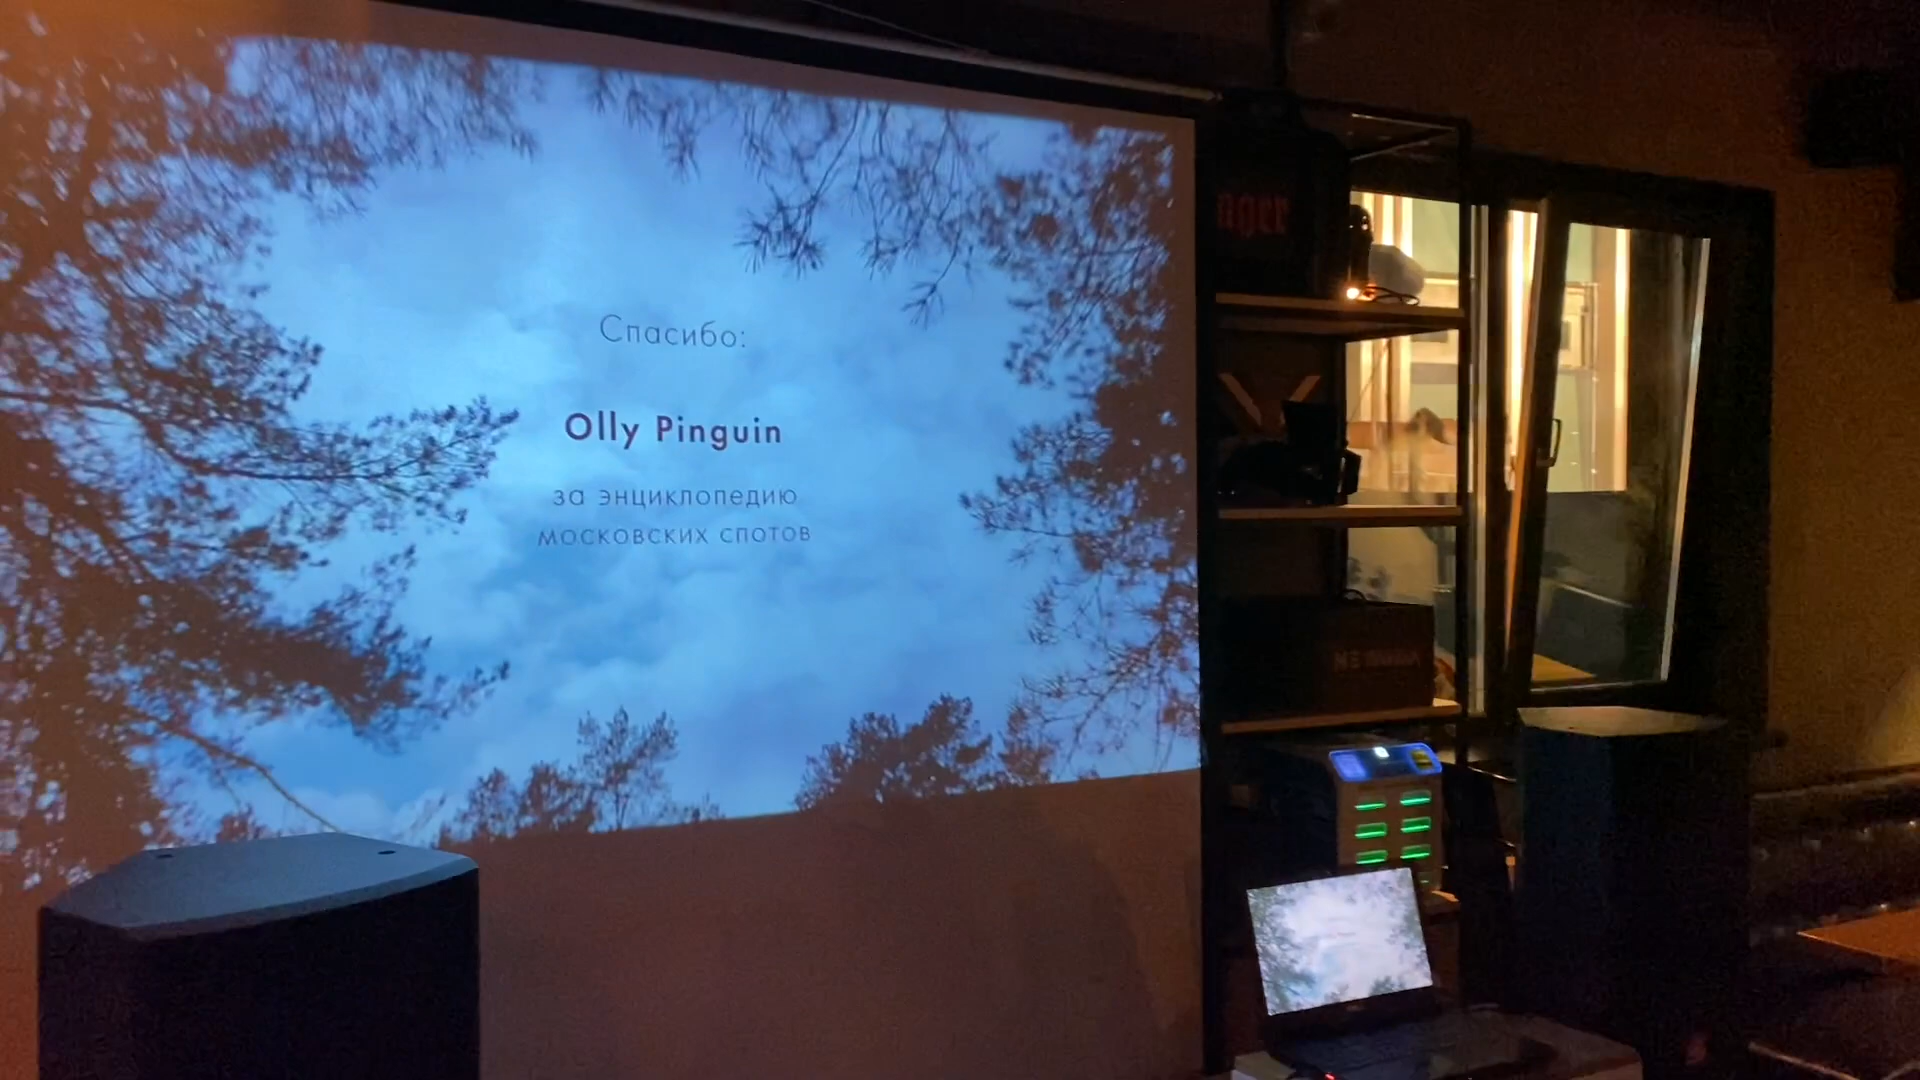 Спасибо:
Olly Pinguin
за энциклопедию
московских спотов